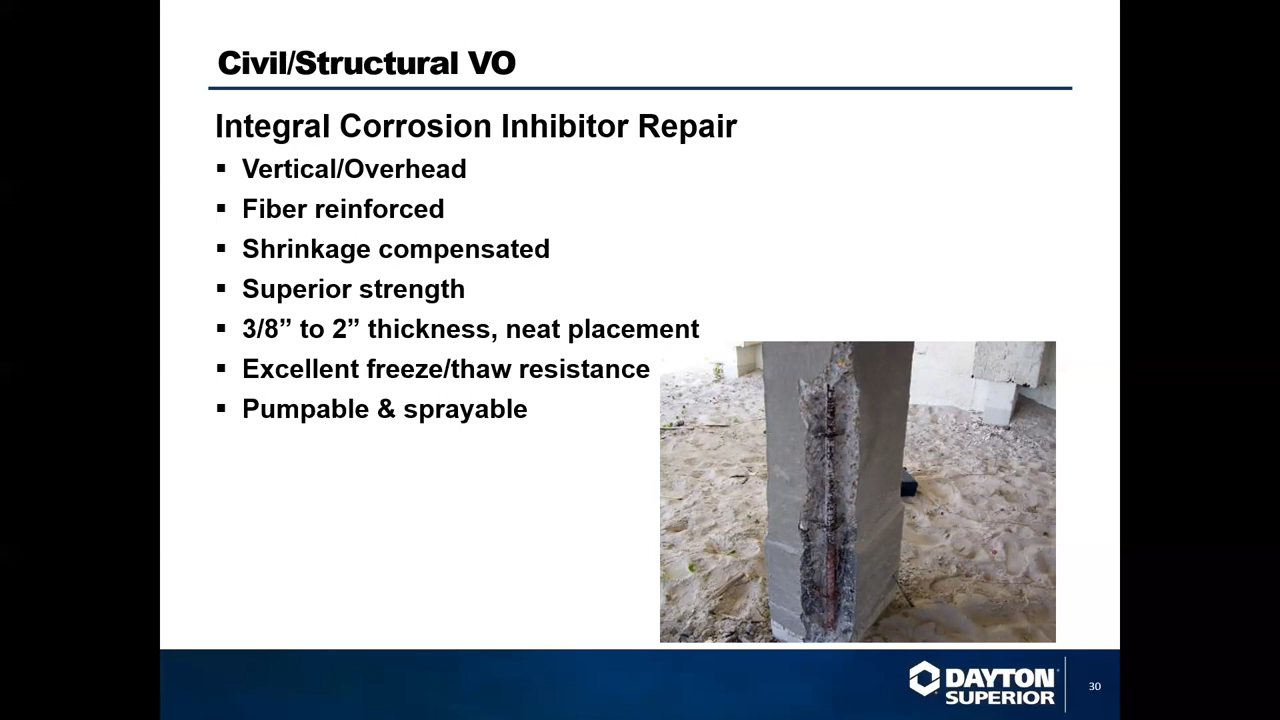 Civil/Structural VO
Integral Corrosion Inhibitor Repair
▪ Vertical/Overhead
▪ Fiber reinforced
▪ Shrinkage compensated
▪ Superior strength
▪ 3/8” to 2” thickness, neat placement
▪ Excellent freeze/thaw resistance
▪ Pumpable & sprayable
DAYTON
SUPERIOR
30